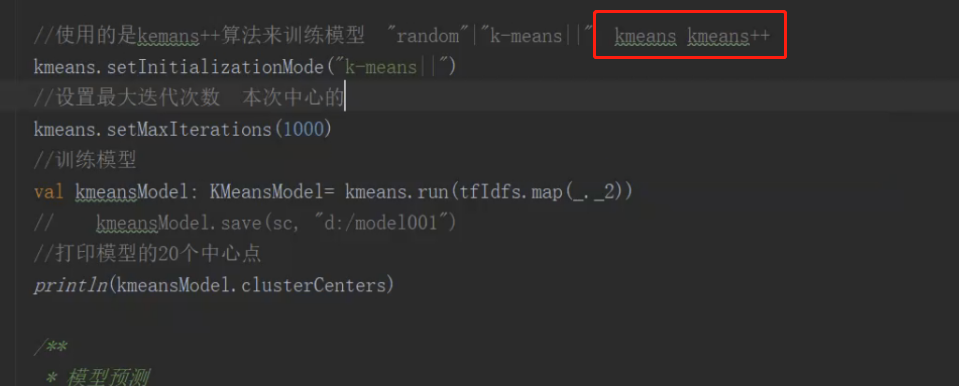 //使用的是kemans++算法来训练模型 "random"|"k-means||" kmeans kmeans++
kmeans.setInitializationMode("k-means||")
//设置最大迭代次数 本次中心的
kmeans.setMaxIterations(1000)
//训练模型
val kmeansModel: KMeansModel= kmeans.run(tfIdfs.map(_._2))
// kmeansModel.save(sc, "d:/model001")
//打印模型的20个中心点
println(kmeansModel.clusterCenters)
/**
* 模型预测